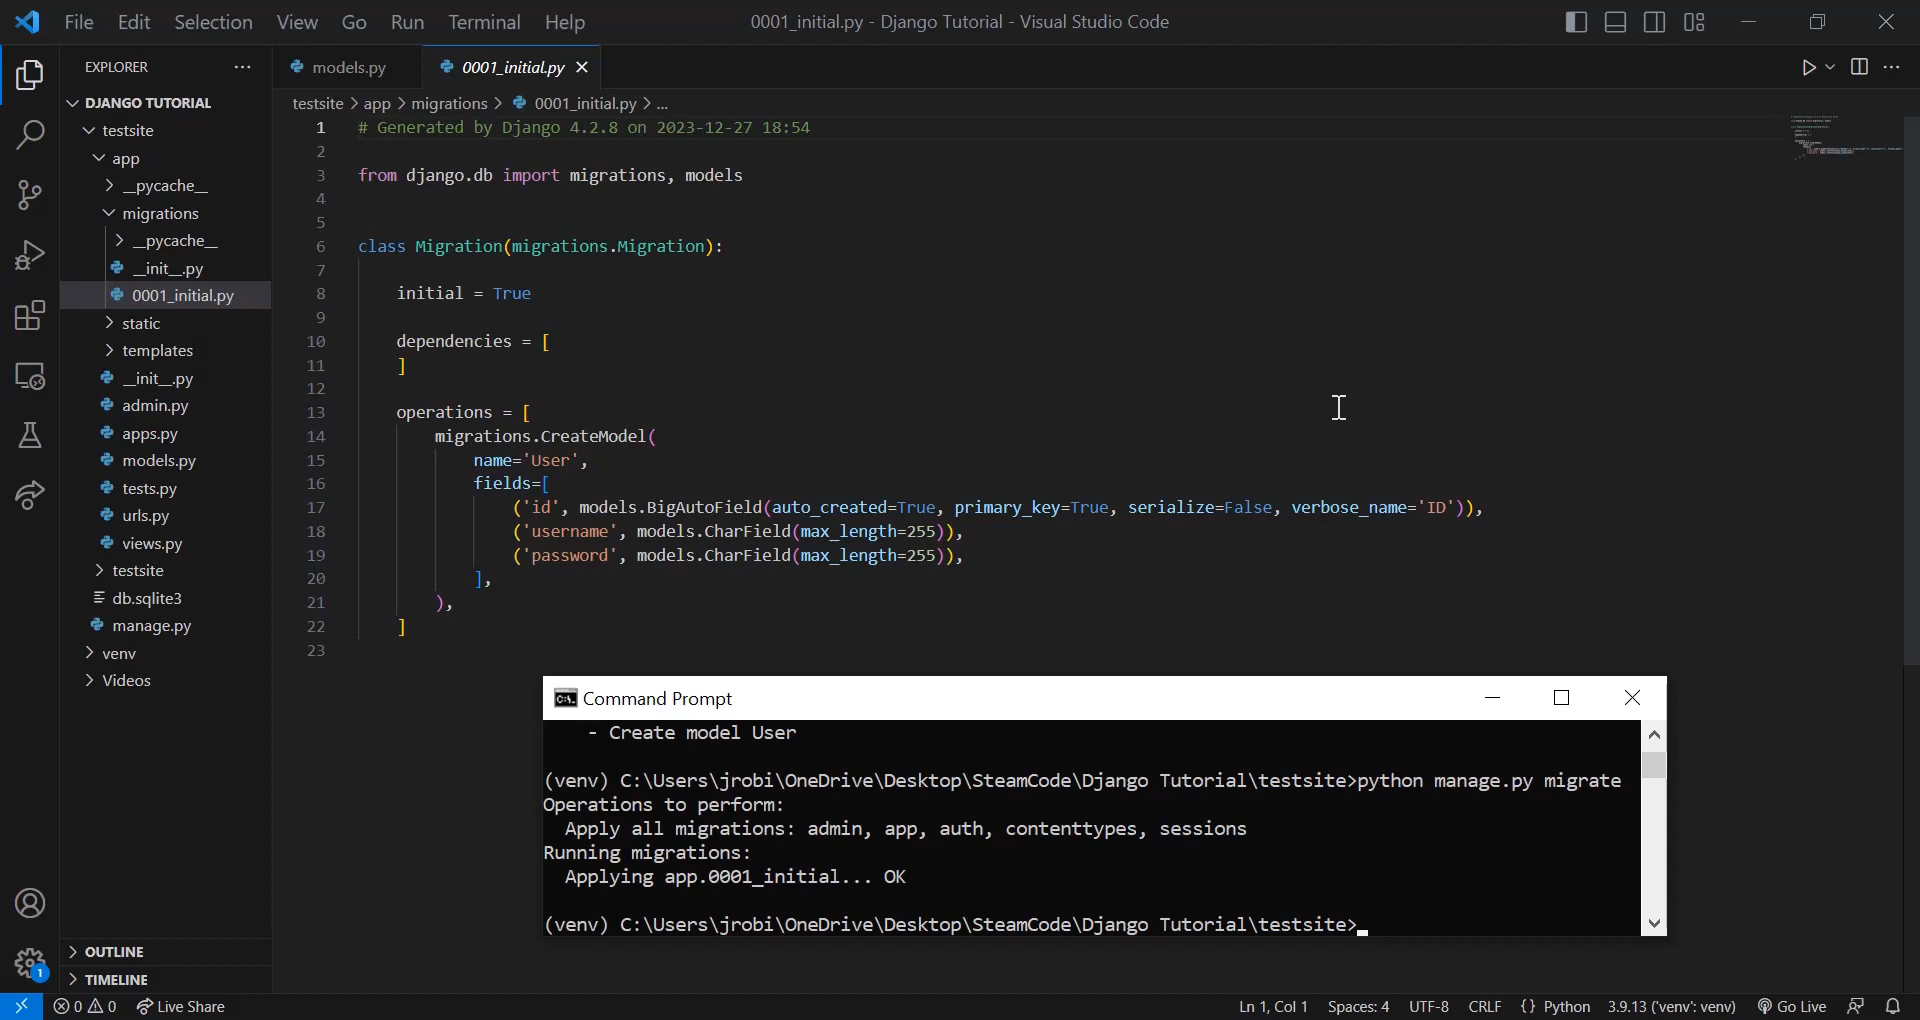 File Edit Selection View Go Run Terminal Help
0001_initial.py - Django Tutorial - Visual Studio Code
EXPLORER
DJANGO TUTORIAL
testsite
app
__pycache__
migrations
__pycache__
__init__.py
0001_initial.py
static
templates
__init__.py
admin.py
apps.py
models.py
tests.py
urls.py
views.py
testsite
db.sqlite3
manage.py
venv
Videos
OUTLINE
TIMELINE
models.py
0001_initial.py
testsite > app > migrations > 0001_initial.py > ...
1 # Generated by Django 4.2.8 on 2023-12-27 18:54
2
3 from django.db import migrations, models
4
5
6 class Migration(migrations.Migration):
7
8 initial = True
9
10 dependencies = [
11 ]
12
13 operations = [
14 migrations.CreateModel(
15 name='User',
16 fields=[
17 ('id', models.BigAutoField(auto_created=True, primary_key=True, serialize=False, verbose_name='ID')),
18 ('username', models.CharField(max_length=255)),
19 ('password', models.CharField(max_length=255)),
20 ],
21 ),
22 ]
23
Command Prompt
- Create model User
(venv) C:\Users\jrobi\OneDrive\Desktop\SteamCode\Django Tutorial\testsite>python manage.py migrate
Operations to perform:
Apply all migrations: admin, app, auth, contenttypes, sessions
Running migrations:
Applying app.0001_initial... OK
(venv) C:\Users\jrobi\OneDrive\Desktop\SteamCode\Django Tutorial\testsite>
1
0 0 Live Share
Ln 1, Col 1 Spaces: 4 UTF-8 CRLF {} Python 3.9.13 ('venv': venv) Go Live